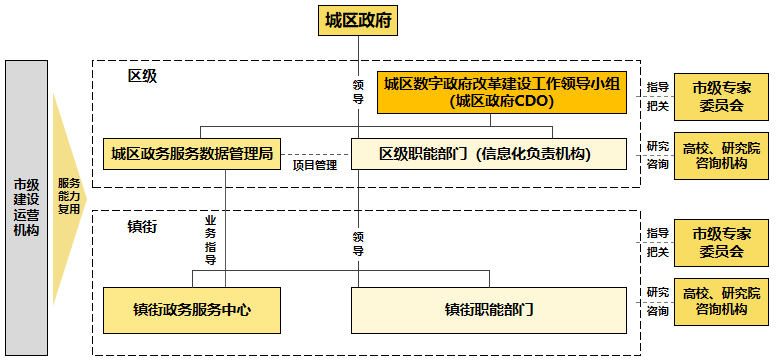 城区政府
区级
领导
城区数字政府改革建设工作领导小组
(城区政府CDO)
指导
把关
市级专家
委员会
城区政务服务数据管理局
项目管理
区级职能部门（信息化负责机构）
研究
咨询
高校、研究院
咨询机构
市级
建设
运营
机构
服务
能力
复用
镇街
业务指导
领导
指导
把关
市级专家
委员会
镇街政务服务中心
镇街职能部门
研究
咨询
高校、研究院
咨询机构